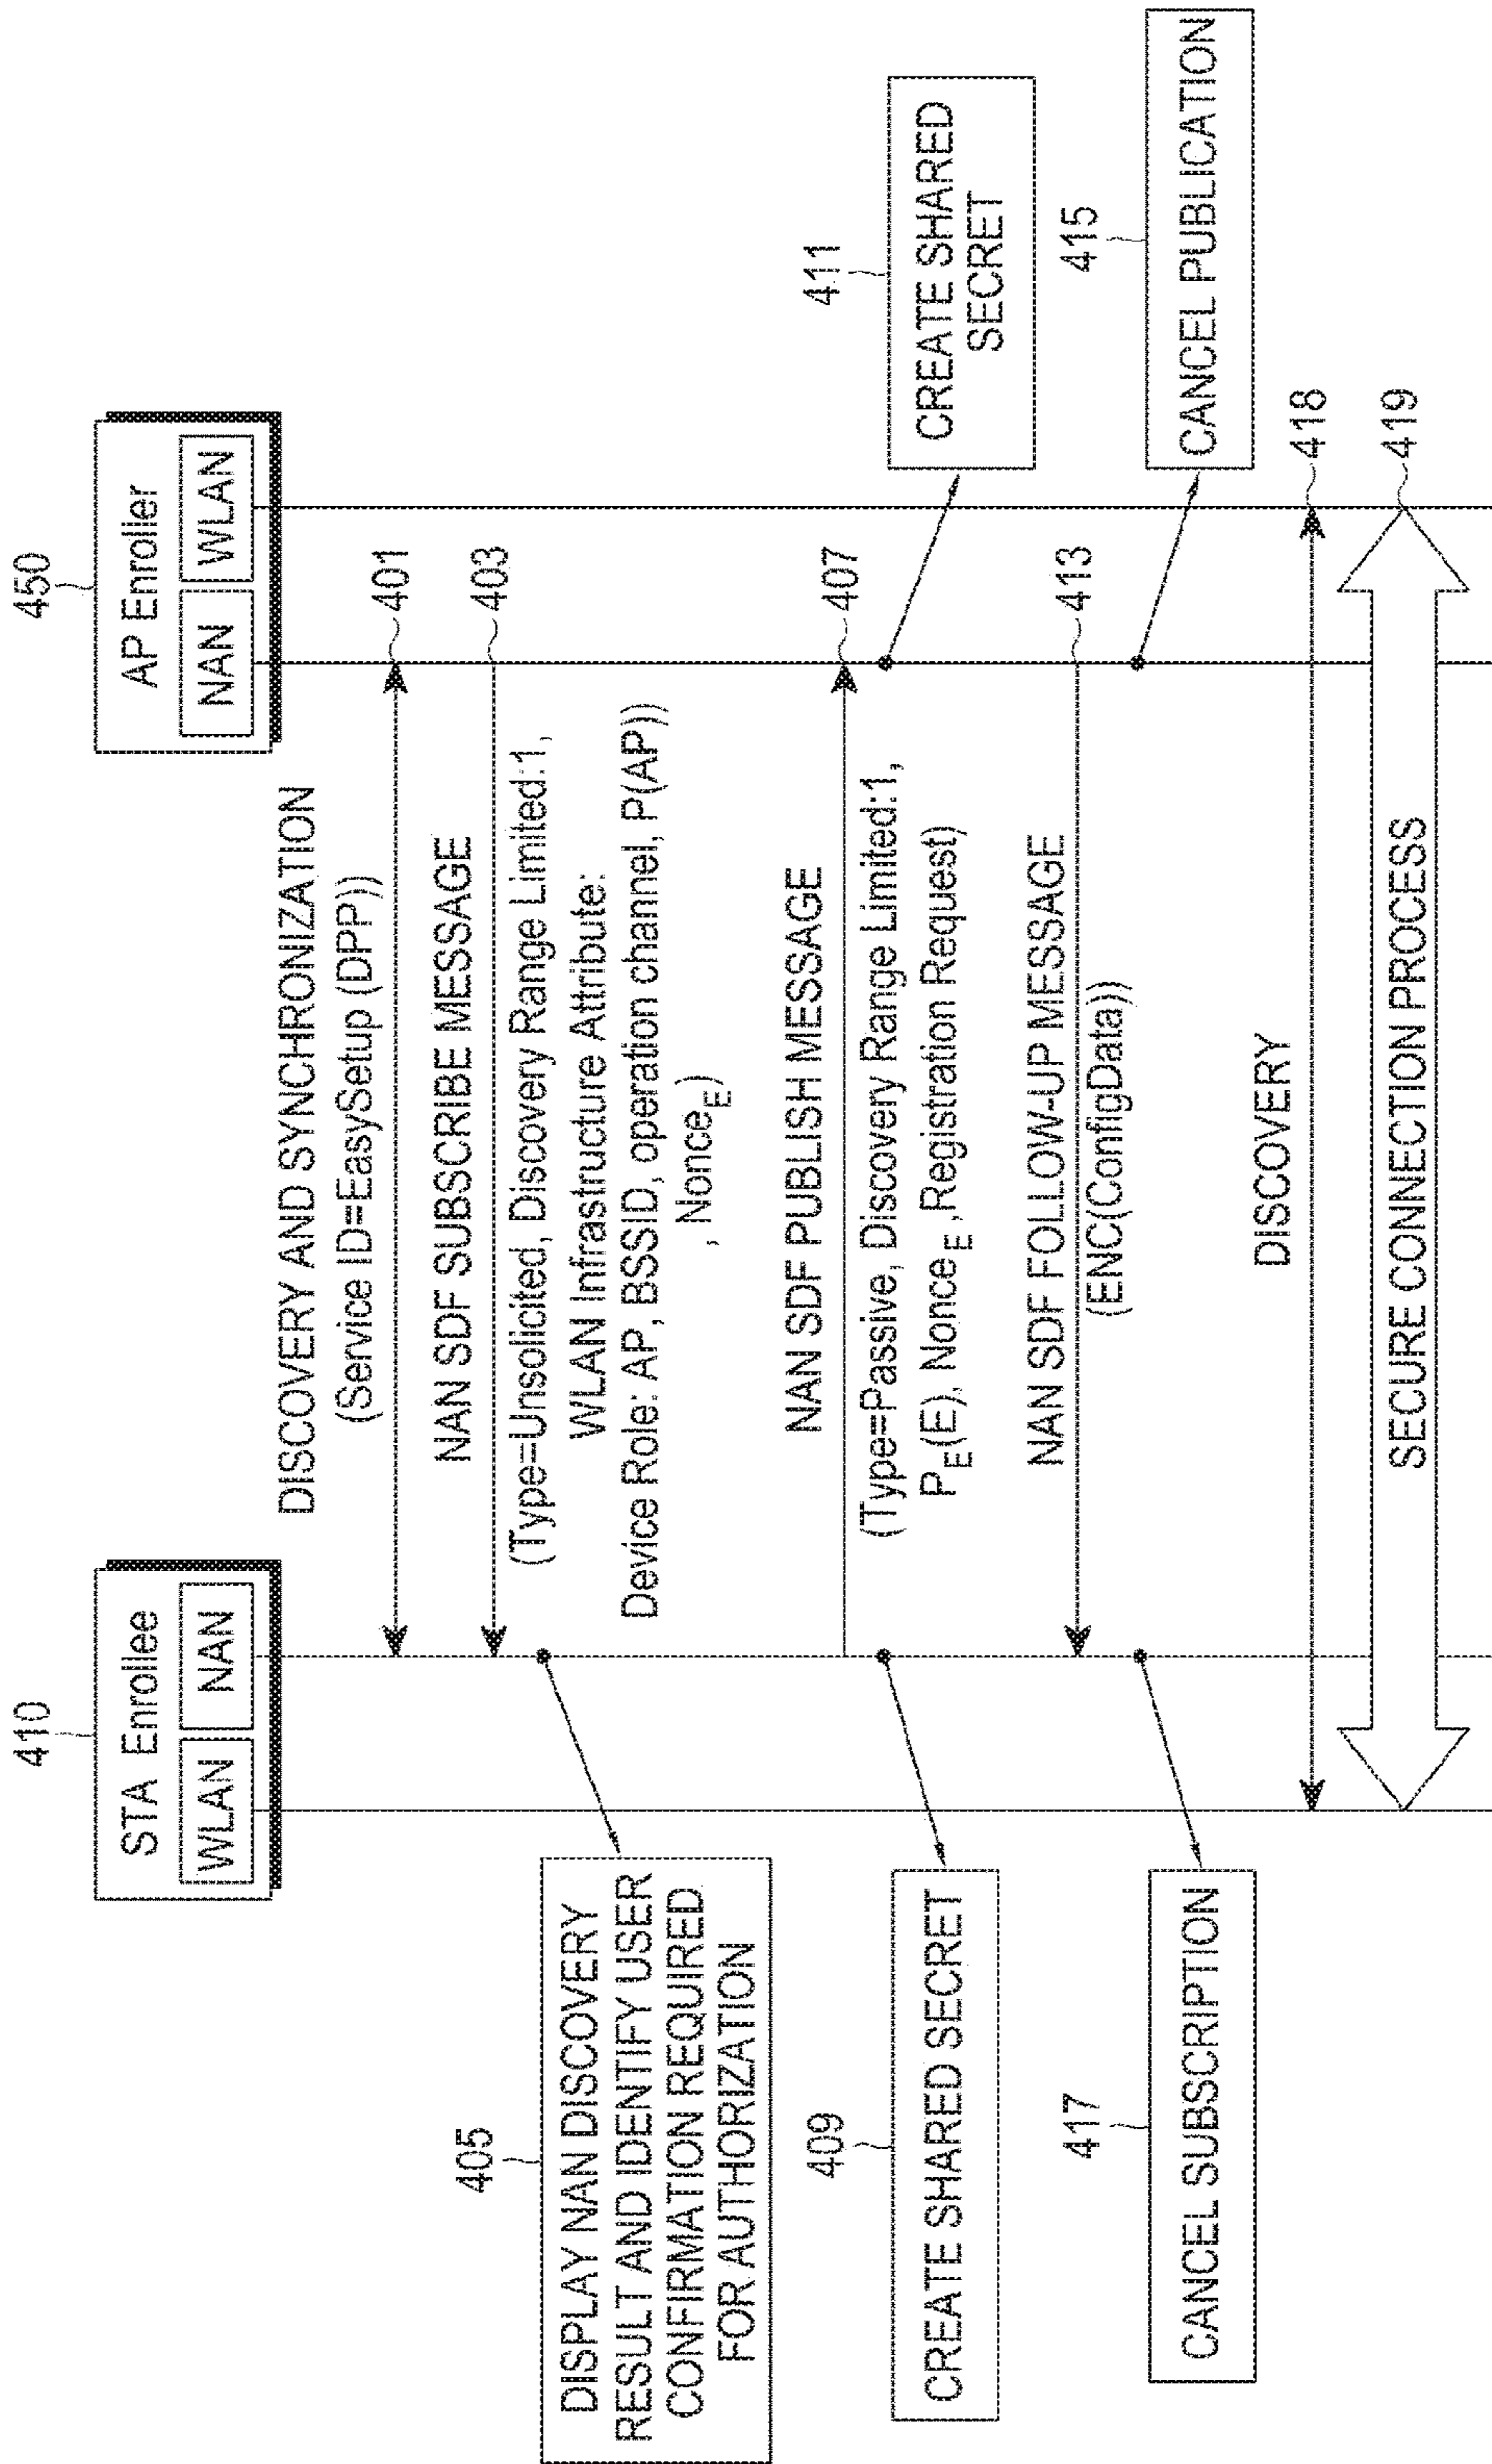 410
STA Enrollee
WLAN
NAN
450
AP Enroller
NAN
WLAN
DISCOVERY AND SYNCHRONIZATION
(Service ID=EasySetup (DPP))
401
NAN SDF SUBSCRIBE MESSAGE
403
(Type=Unsolicited, Discovery Range Limited:1,
WLAN Infrastructure Attribute:
Device Role: AP, BSSID, operation channel, P(AP))
, Nonce_E)
405
DISPLAY NAN DISCOVERY
RESULT AND IDENTIFY USER
CONFIRMATION REQUIRED
FOR AUTHORIZATION
NAN SDF PUBLISH MESSAGE
407
(Type=Passive, Discovery Range Limited:1,
P_E(E), Nonce_E, Registration Request)
409
CREATE SHARED SECRET
411
CREATE SHARED
SECRET
NAN SDF FOLLOW-UP MESSAGE
413
(ENC(ConfigData))
415
CANCEL PUBLICATION
417
CANCEL SUBSCRIPTION
DISCOVERY
418
SECURE CONNECTION PROCESS
419